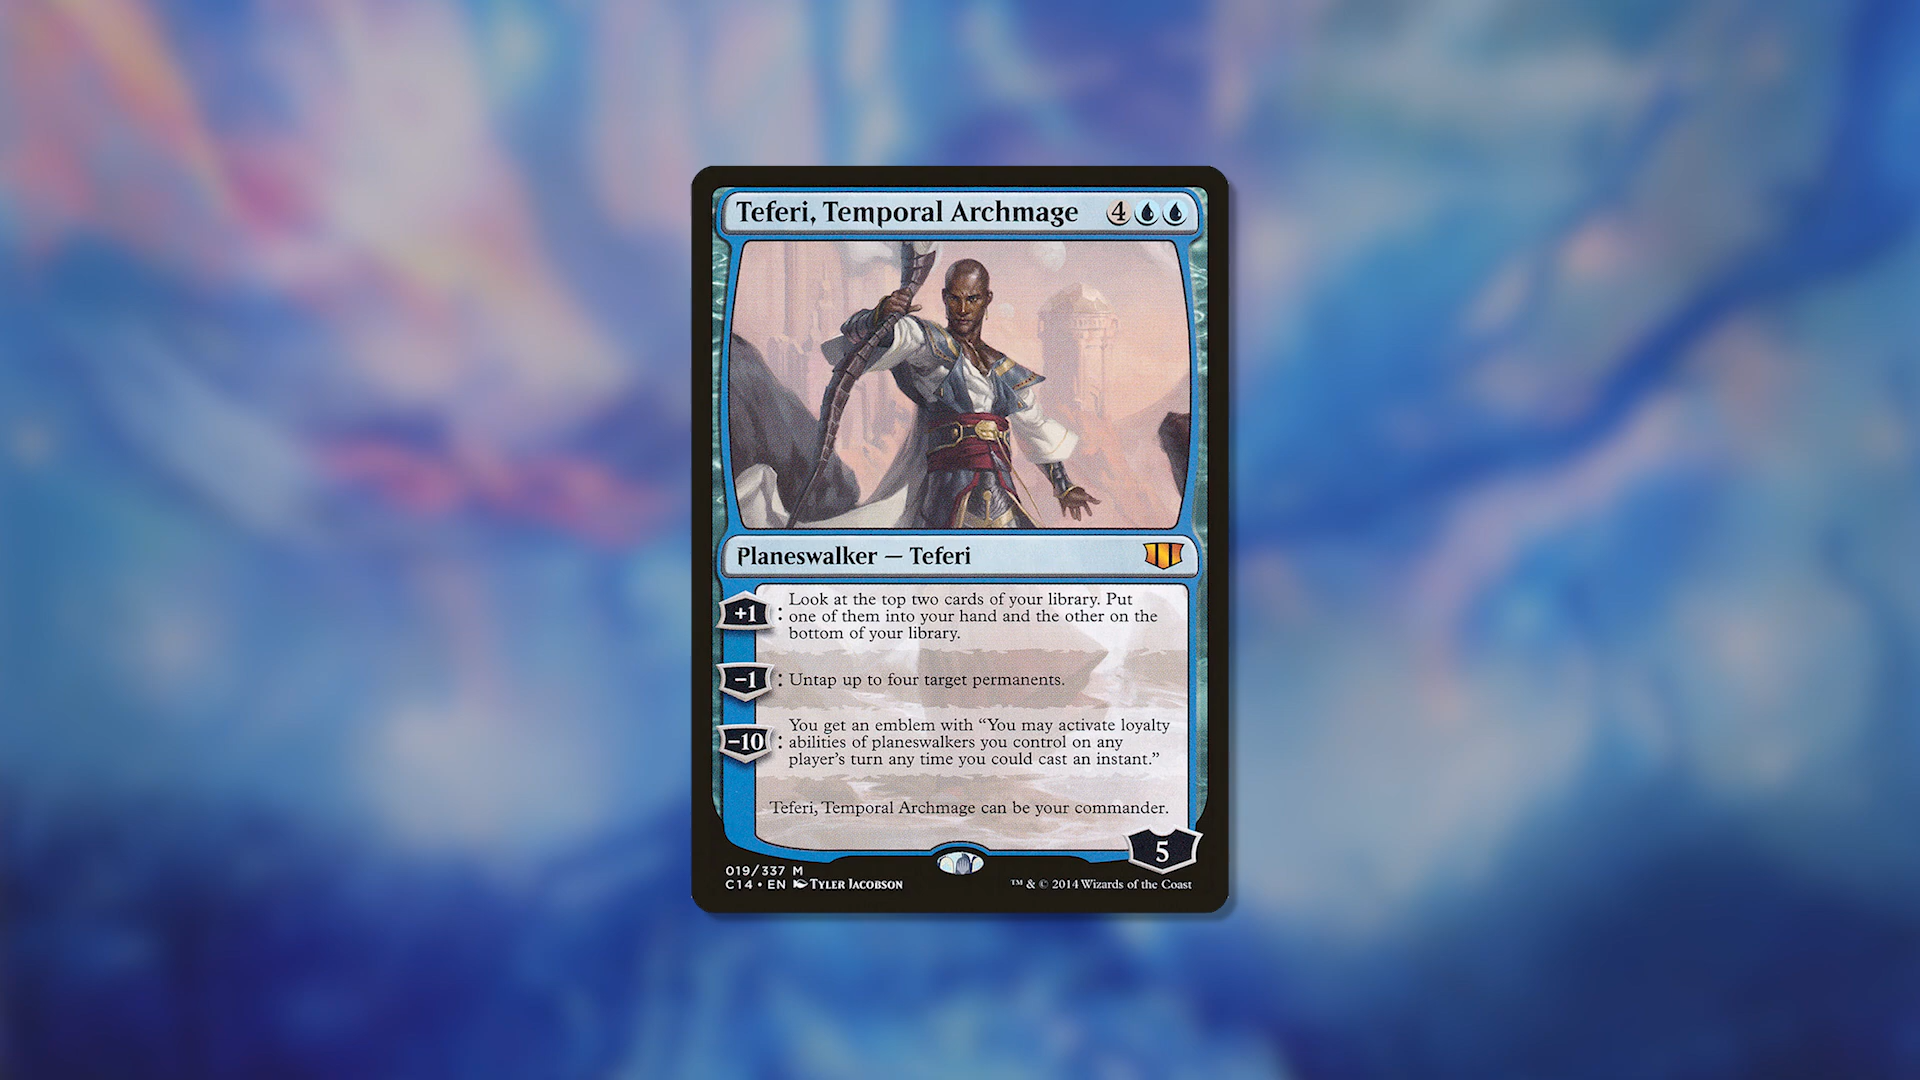 Teferi, Temporal Archmage 4
Planeswalker — Teferi
+1: Look at the top two cards of your library. Put
one of them into your hand and the other on the
bottom of your library.
−1: Untap up to four target permanents.
−10: You get an emblem with “You may activate loyalty
abilities of planeswalkers you control on any
player’s turn any time you could cast an instant.”
Teferi, Temporal Archmage can be your commander.
5
019/337 M
C14 • EN Tyler Jacobson
™ & © 2014 Wizards of the Coast